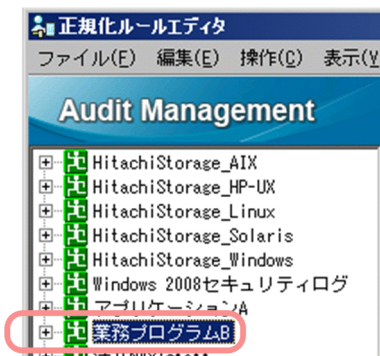 正規化ルールエディタ
ファイル(F) 編集(E) 操作(C) 表示(V
Audit Management
HitachiStorage_AIX
HitachiStorage_HP-UX
HitachiStorage_Linux
HitachiStorage_Solaris
HitachiStorage_Windows
Windows 2008セキュリティログ
アプリケーションA
業務プログラムB